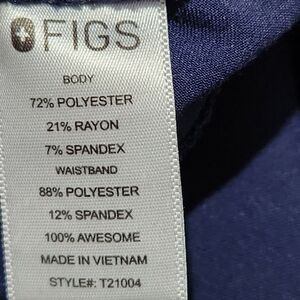 FIGS
BODY
72% POLYESTER
21% RAYON
7% SPANDEX
WAISTBAND
88% POLYESTER
12% SPANDEX
100% AWESOME
MADE IN VIETNAM
STYLE#: T21004